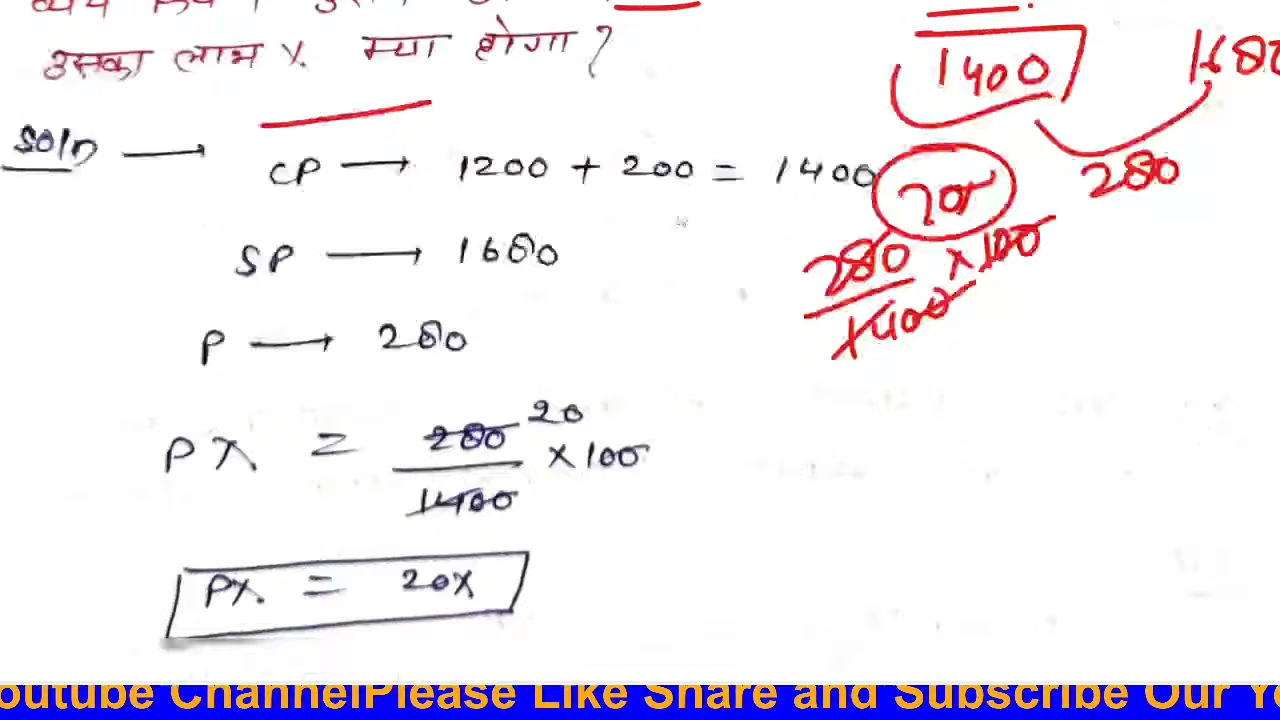 उसका लाभ %. क्या होगा?
1400
1680
Soln →
CP → 1200 + 200 = 1400
280
SP → 1680
280 × 100
1400
P → 280
20
P% = 280 × 100
1400
P% = 20%
outube ChannelPlease Like Share and Subscribe Our Yo